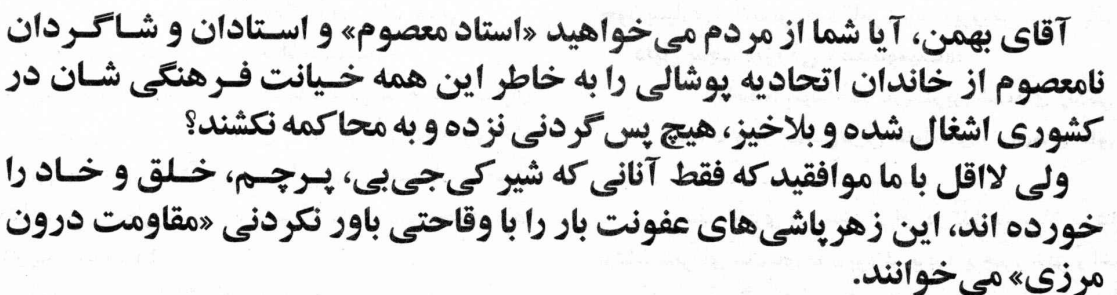 آقای بهمن، آیا شما از مردم می‌خواهید «استاد معصوم» و استادان و شاگردان
نامعصوم از خاندان اتحادیه پوشالی را به خاطر این همه خیانت فرهنگی شان در
کشوری اشغال شده و بلاخیز، هیچ پس گردنی نزده و به محاکمه نکشند؟
ولی لااقل با ما موافقید که فقط آنانی که شیر کی‌جی‌بی، پرچم، خلق و خاد را
خورده اند، این زهرپاشی‌های عفونت بار را با وقاحتی باور نکردنی «مقاومت درون
مرزی» می‌خوانند.